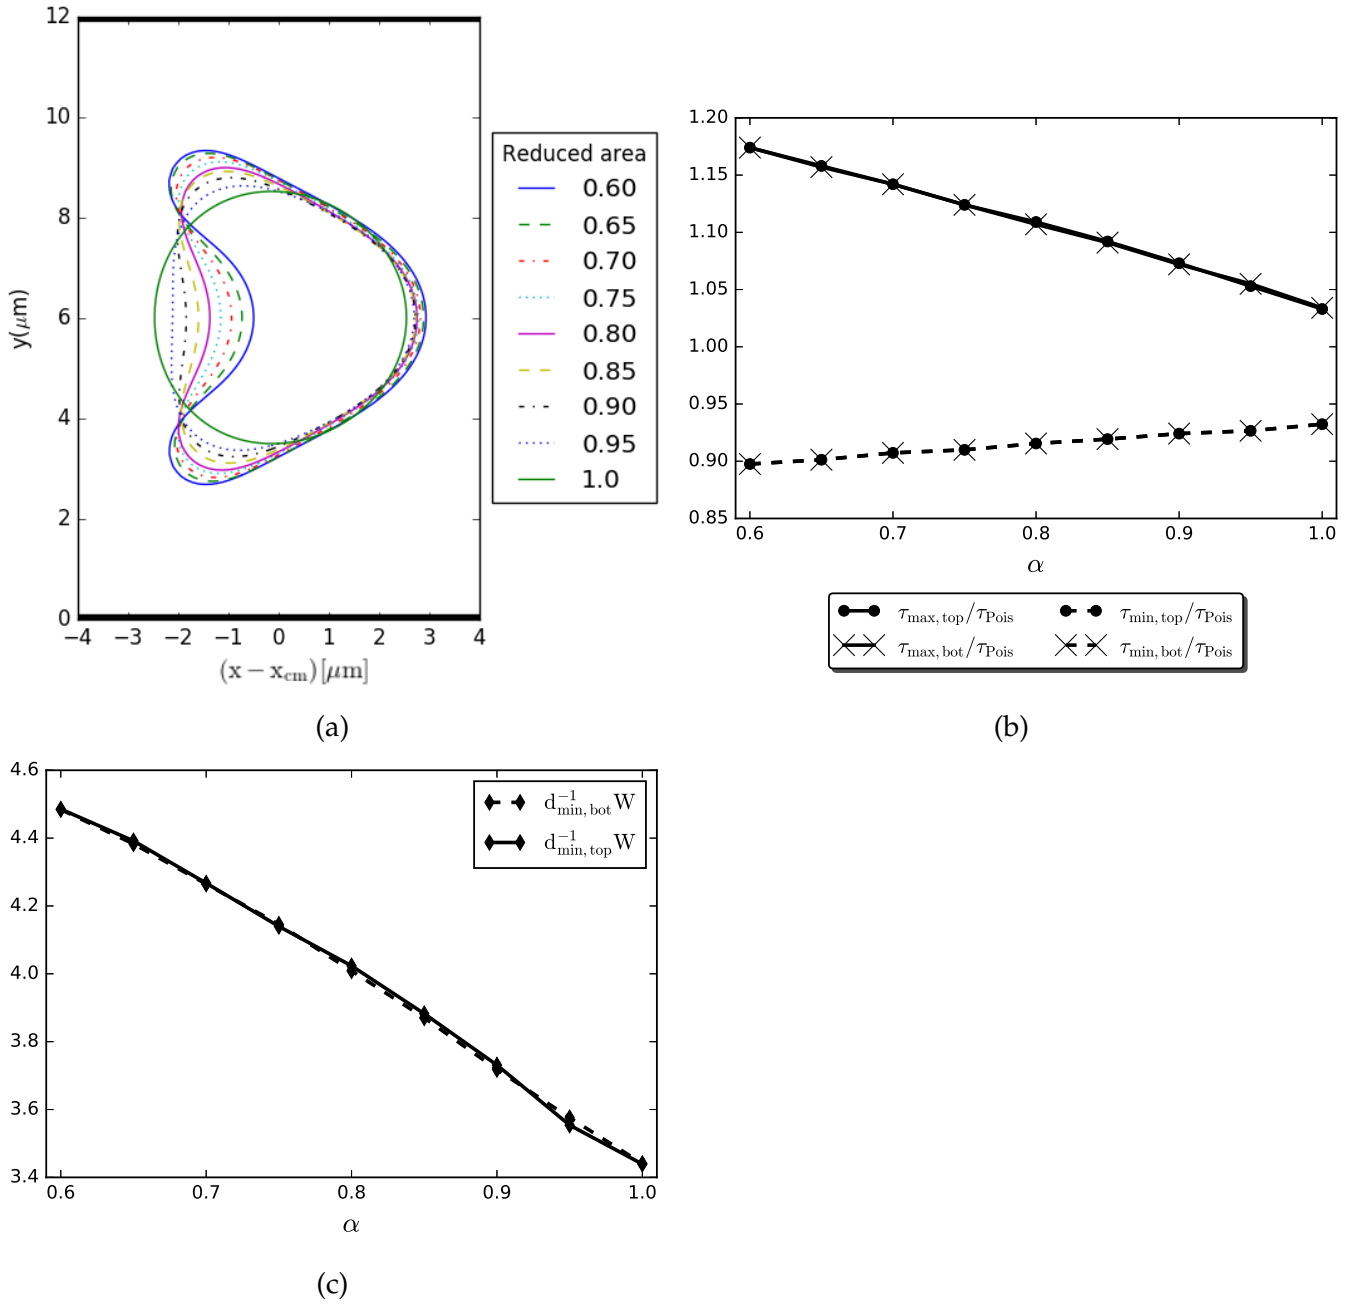 12
10
8
6
4
2
0
y(μm)
−4 −3 −2 −1 0 1 2 3 4
(x − x_cm)[μm]
Reduced area
0.60
0.65
0.70
0.75
0.80
0.85
0.90
0.95
1.0
(a)
1.20
1.15
1.10
1.05
1.00
0.95
0.90
0.85
0.6 0.7 0.8 0.9 1.0
α
τ_max,top/τ_Pois τ_min,top/τ_Pois
τ_max,bot/τ_Pois τ_min,bot/τ_Pois
(b)
4.6
4.4
4.2
4.0
3.8
3.6
3.4
0.6 0.7 0.8 0.9 1.0
α
d^{-1}_{min,bot}W
d^{-1}_{min,top}W
(c)